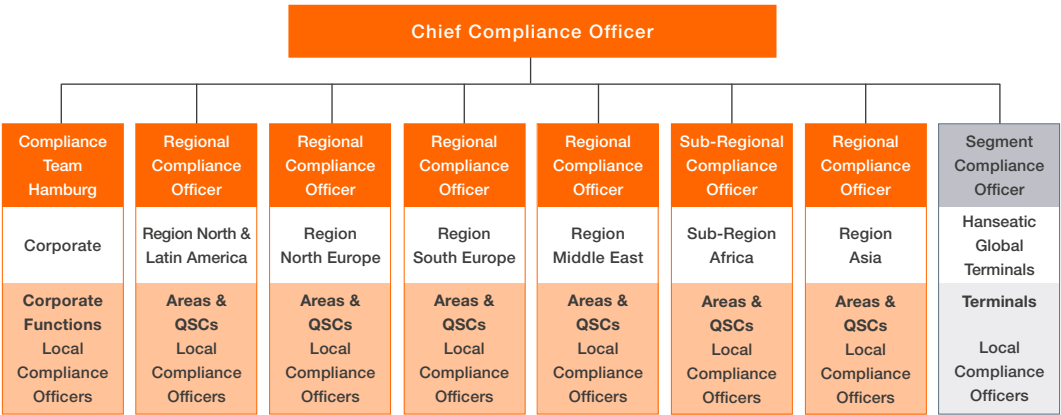 Chief Compliance Officer
Compliance
Team
Hamburg
Corporate
Corporate
Functions
Local
Compliance
Officers
Regional
Compliance
Officer
Region North &
Latin America
Areas &
QSCs
Local
Compliance
Officers
Regional
Compliance
Officer
Region
North Europe
Areas &
QSCs
Local
Compliance
Officers
Regional
Compliance
Officer
Region
South Europe
Areas &
QSCs
Local
Compliance
Officers
Regional
Compliance
Officer
Region
Middle East
Areas &
QSCs
Local
Compliance
Officers
Sub-Regional
Compliance
Officer
Sub-Region
Africa
Areas &
QSCs
Local
Compliance
Officers
Regional
Compliance
Officer
Region
Asia
Areas &
QSCs
Local
Compliance
Officers
Segment
Compliance
Officer
Hanseatic
Global
Terminals
Terminals
Local
Compliance
Officers